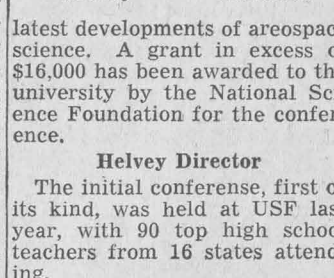 latest developments of areospac
science. A grant in excess o
$16,000 has been awarded to th
university by the National Sc
ence Foundation for the confer
ence.
Helvey Director
The initial conferense, first o
its kind, was held at USF las
year, with 90 top high schoo
teachers from 16 states attend
ing.